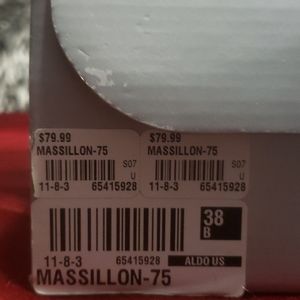 $79.99
MASSILLON-75
S07
U
11-8-3 65415928
$79.99
MASSILLON-75
S07
U
11-8-3 65415928
38
B
11-8-3 65415928 ALDO US
MASSILLON-75